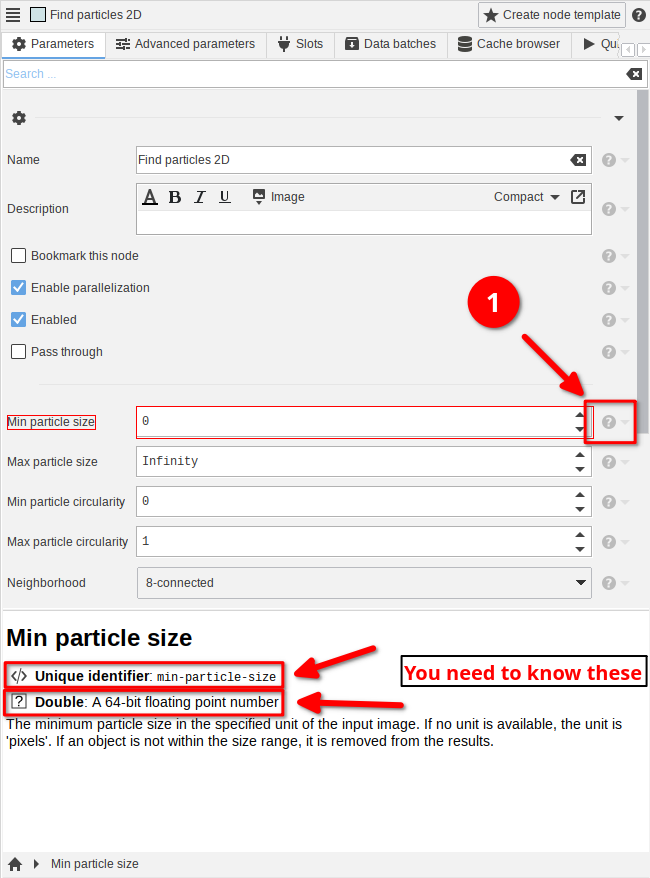 Find particles 2D
Create node template
Parameters
Advanced parameters
Slots
Data batches
Cache browser
Search ...
Name
Find particles 2D
Description
A B I U Image Compact
Bookmark this node
Enable parallelization
Enabled
Pass through
1
Min particle size
0
Max particle size
Infinity
Min particle circularity
0
Max particle circularity
1
Neighborhood
8-connected
Min particle size
</> Unique identifier: min-particle-size
? Double: A 64-bit floating point number
You need to know these
The minimum particle size in the specified unit of the input image. If no unit is available, the unit is
'pixels'. If an object is not within the size range, it is removed from the results.
Min particle size